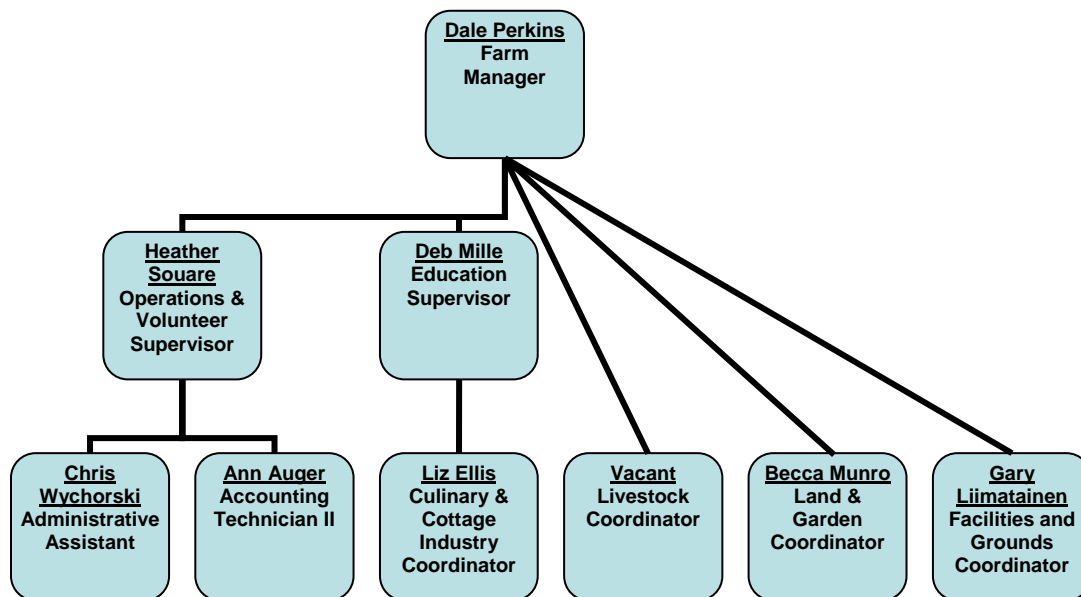 Dale Perkins
Farm
Manager
Heather
Souare
Operations &
Volunteer
Supervisor
Deb Mille
Education
Supervisor
Chris
Wychorski
Administrative
Assistant
Ann Auger
Accounting
Technician II
Liz Ellis
Culinary &
Cottage
Industry
Coordinator
Vacant
Livestock
Coordinator
Becca Munro
Land &
Garden
Coordinator
Gary
Liimatainen
Facilities and
Grounds
Coordinator